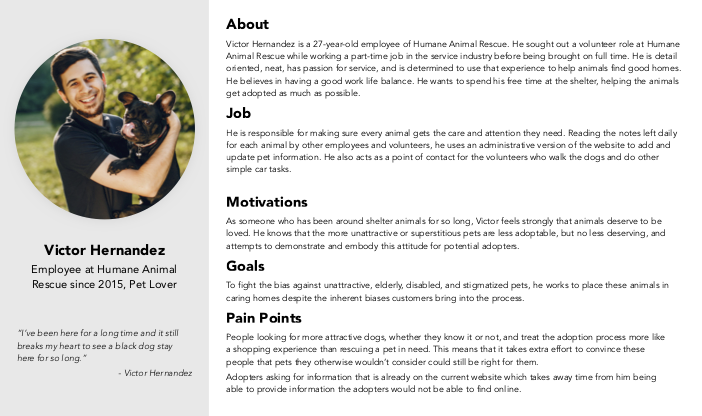 Victor Hernandez
Employee at Humane Animal
Rescue since 2015, Pet Lover
"I've been here for a long time and it still
breaks my heart to see a black dog stay
here for so long."
- Victor Hernandez
About
Victor Hernandez is a 27-year-old employee of Humane Animal Rescue. He sought out a volunteer role at Humane
Animal Rescue while working a part-time job in the service industry before being brought on full time. He is detail
oriented, neat, has passion for service, and is determined to use that experience to help animals find good homes.
He believes in having a good work life balance. He wants to spend his free time at the shelter, helping the animals
get adopted as much as possible.
Job
He is responsible for making sure every animal gets the care and attention they need. Reading the notes left daily
for each animal by other employees and volunteers, he uses an administrative version of the website to add and
update pet information. He also acts as a point of contact for the volunteers who walk the dogs and do other
simple car tasks.
Motivations
As someone who has been around shelter animals for so long, Victor feels strongly that animals deserve to be
loved. He knows that the more unattractive or superstitious pets are less adoptable, but no less deserving, and
attempts to demonstrate and embody this attitude for potential adopters.
Goals
To fight the bias against unattractive, elderly, disabled, and stigmatized pets, he works to place these animals in
caring homes despite the inherent biases customers bring into the process.
Pain Points
People looking for more attractive dogs, whether they know it or not, and treat the adoption process more like
a shopping experience than rescuing a pet in need. This means that it takes extra effort to convince these
people that pets they otherwise wouldn't consider could still be right for them.
Adopters asking for information that is already on the current website which takes away time from him being
able to provide information the adopters would not be able to find online.